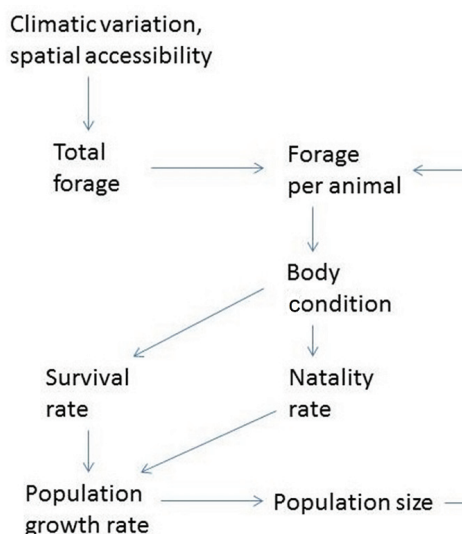 Climatic variation,
spatial accessibility
Total
forage
Forage
per animal
Body
condition
Survival
rate
Natality
rate
Population
growth rate
Population size